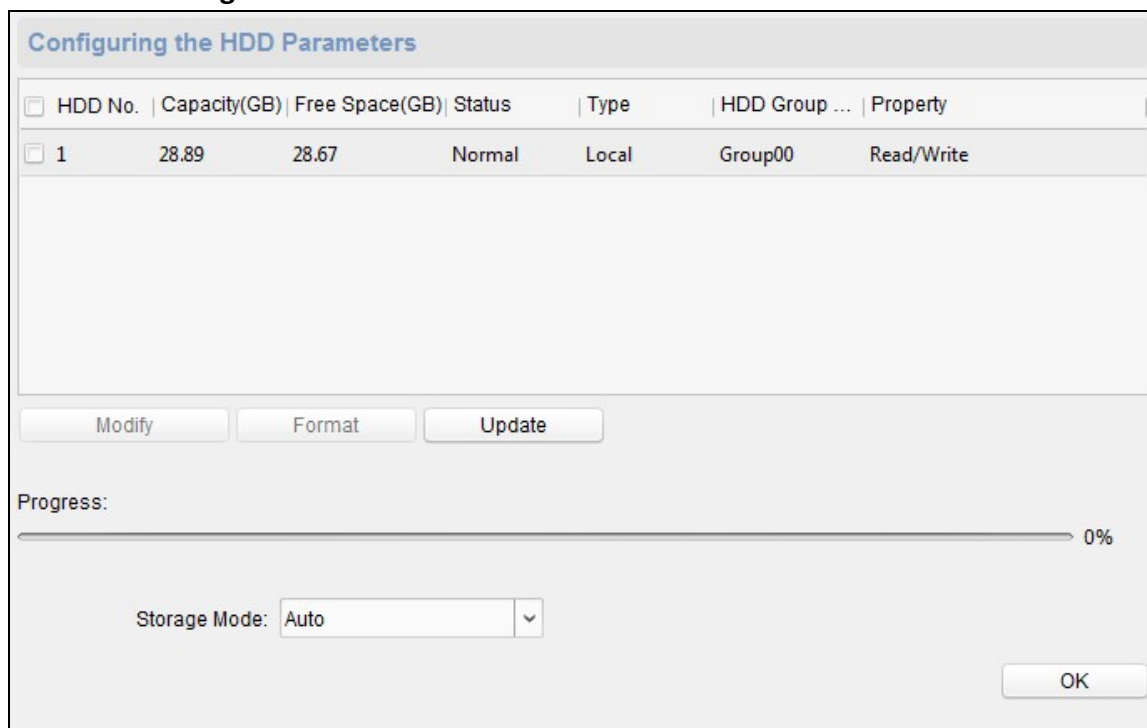 Configuring the HDD Parameters
HDD No. Capacity(GB) Free Space(GB) Status Type HDD Group ... Property
1 28.89 28.67 Normal Local Group00 Read/Write
Modify Format Update
Progress:
0%
Storage Mode: Auto
OK